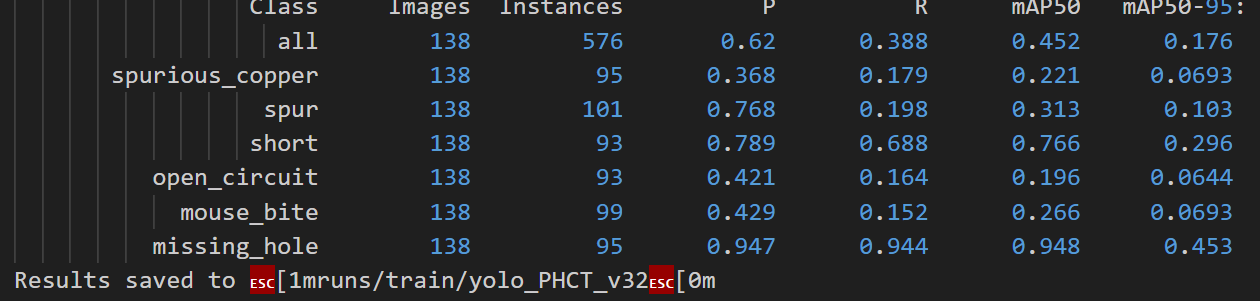 Class Images Instances P R mAP50 mAP50-95:
all 138 576 0.62 0.388 0.452 0.176
spurious_copper 138 95 0.368 0.179 0.221 0.0693
spur 138 101 0.768 0.198 0.313 0.103
short 138 93 0.789 0.688 0.766 0.296
open_circuit 138 93 0.421 0.164 0.196 0.0644
mouse_bite 138 99 0.429 0.152 0.266 0.0693
missing_hole 138 95 0.947 0.944 0.948 0.453
Results saved to ESC[1mruns/train/yolo_PHCT_v32ESC[0m